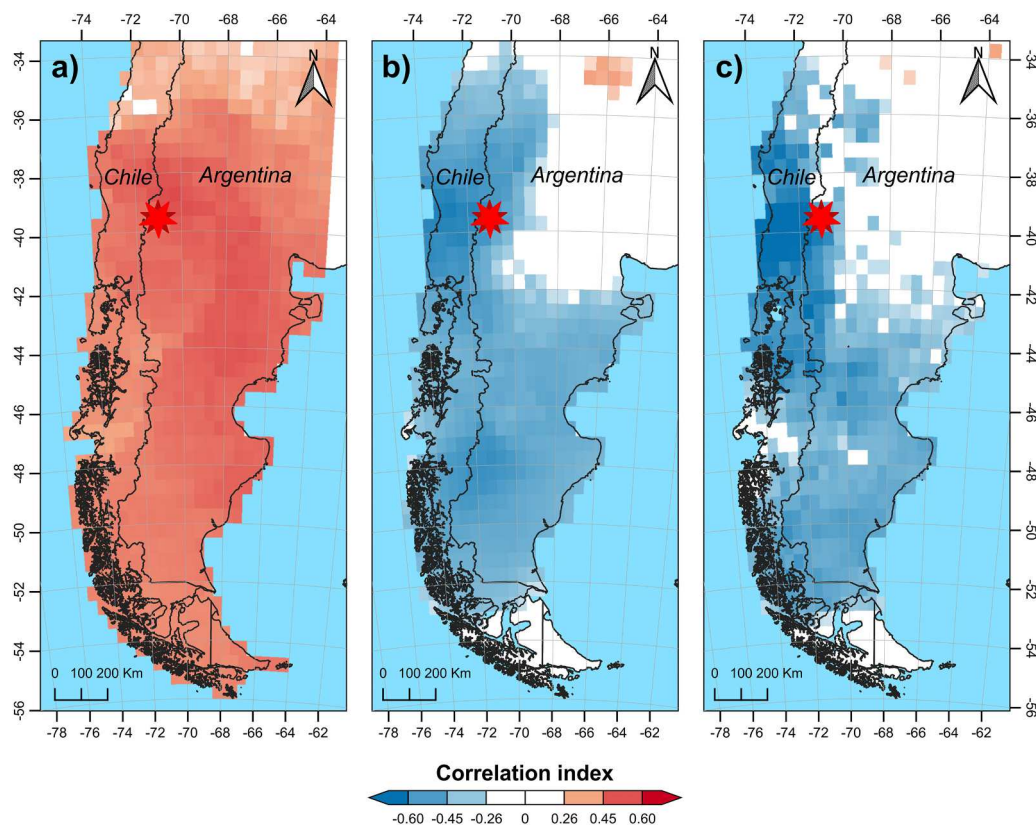 -74 -72 -70 -68 -66 -64
-74 -72 -70 -68 -66 -64
-74 -72 -70 -68 -66 -64
a) N
b) N
c) N
-34 -34
-36 -36
-38 Chile Argentina Chile Argentina Chile Argentina -38
-40 -40
-42 -42
-44 -44
-46 -46
-48 -48
-50 -50
-52 -52
-54 -54
-56 -56
0 100 200 Km
0 100 200 Km
0 100 200 Km
-78 -76 -74 -72 -70 -68 -66 -64 -62
-78 -76 -74 -72 -70 -68 -66 -64 -62
-78 -76 -74 -72 -70 -68 -66 -64 -62
Correlation index
-0.60 -0.45 -0.26 0 0.26 0.45 0.60